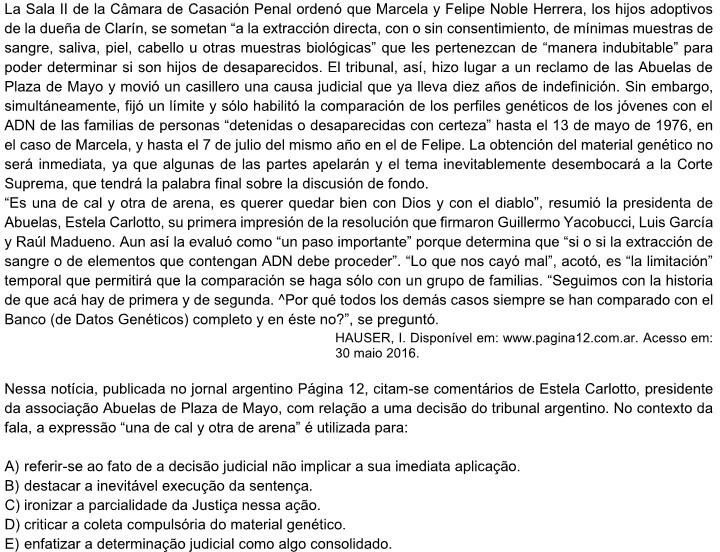 La Sala II de la Câmara de Casación Penal ordenó que Marcela y Felipe Noble Herrera, los hijos adoptivos
de la dueña de Clarín, se sometan “a la extracción directa, con o sin consentimiento, de mínimas muestras de
sangre, saliva, piel, cabello u otras muestras biológicas” que les pertenezcan de “manera indubitable” para
poder determinar si son hijos de desaparecidos. El tribunal, así, hizo lugar a un reclamo de las Abuelas de
Plaza de Mayo y movió un casillero una causa judicial que ya lleva diez años de indefinición. Sin embargo,
simultáneamente, fijó un límite y sólo habilitó la comparación de los perfiles genéticos de los jóvenes con el
ADN de las familias de personas “detenidas o desaparecidas con certeza” hasta el 13 de mayo de 1976, en
el caso de Marcela, y hasta el 7 de julio del mismo año en el de Felipe. La obtención del material genético no
será inmediata, ya que algunas de las partes apelarán y el tema inevitablemente desembocará a la Corte
Suprema, que tendrá la palabra final sobre la discusión de fondo.
“Es una de cal y otra de arena, es querer quedar bien con Dios y con el diablo”, resumió la presidenta de
Abuelas, Estela Carlotto, su primera impresión de la resolución que firmaron Guillermo Yacobucci, Luis García
y Raúl Madueno. Aun así la evaluó como “un paso importante” porque determina que “si o si la extracción de
sangre o de elementos que contengan ADN debe proceder”. “Lo que nos cayó mal”, acotó, es “la limitación”
temporal que permitirá que la comparación se haga sólo con un grupo de familias. “Seguimos con la historia
de que acá hay de primera y de segunda. ^Por qué todos los demás casos siempre se han comparado con el
Banco (de Datos Genéticos) completo y en éste no?”, se preguntó.
HAUSER, I. Disponível em: www.pagina12.com.ar. Acesso em:
30 maio 2016.
Nessa notícia, publicada no jornal argentino Página 12, citam-se comentários de Estela Carlotto, presidente
da associação Abuelas de Plaza de Mayo, com relação a uma decisão do tribunal argentino. No contexto da
fala, a expressão “una de cal y otra de arena” é utilizada para:
A) referir-se ao fato de a decisão judicial não implicar a sua imediata aplicação.
B) destacar a inevitável execução da sentença.
C) ironizar a parcialidade da Justiça nessa ação.
D) criticar a coleta compulsória do material genético.
E) enfatizar a determinação judicial como algo consolidado.